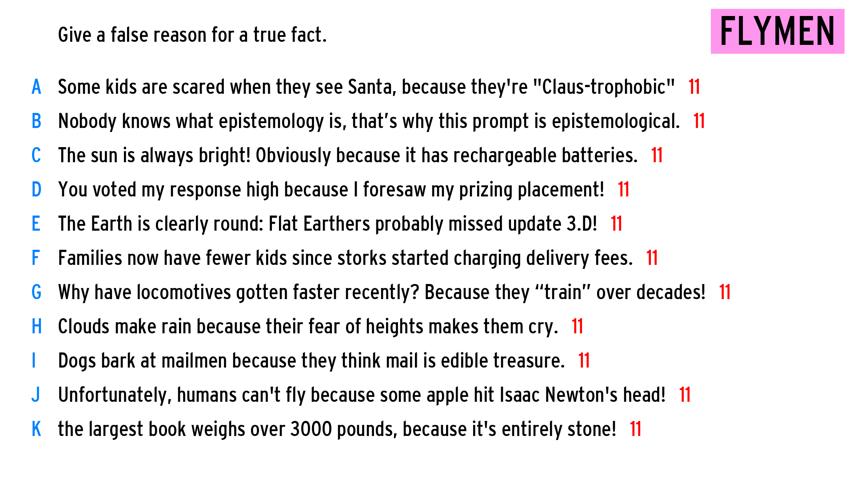 Give a false reason for a true fact.
FLYMEN
A Some kids are scared when they see Santa, because they're "Claus-trophobic" 11
B Nobody knows what epistemology is, that’s why this prompt is epistemological. 11
C The sun is always bright! Obviously because it has rechargeable batteries. 11
D You voted my response high because I foresaw my prizing placement! 11
E The Earth is clearly round: Flat Earthers probably missed update 3.D! 11
F Families now have fewer kids since storks started charging delivery fees. 11
G Why have locomotives gotten faster recently? Because they “train” over decades! 11
H Clouds make rain because their fear of heights makes them cry. 11
I Dogs bark at mailmen because they think mail is edible treasure. 11
J Unfortunately, humans can't fly because some apple hit Isaac Newton's head! 11
K the largest book weighs over 3000 pounds, because it's entirely stone! 11